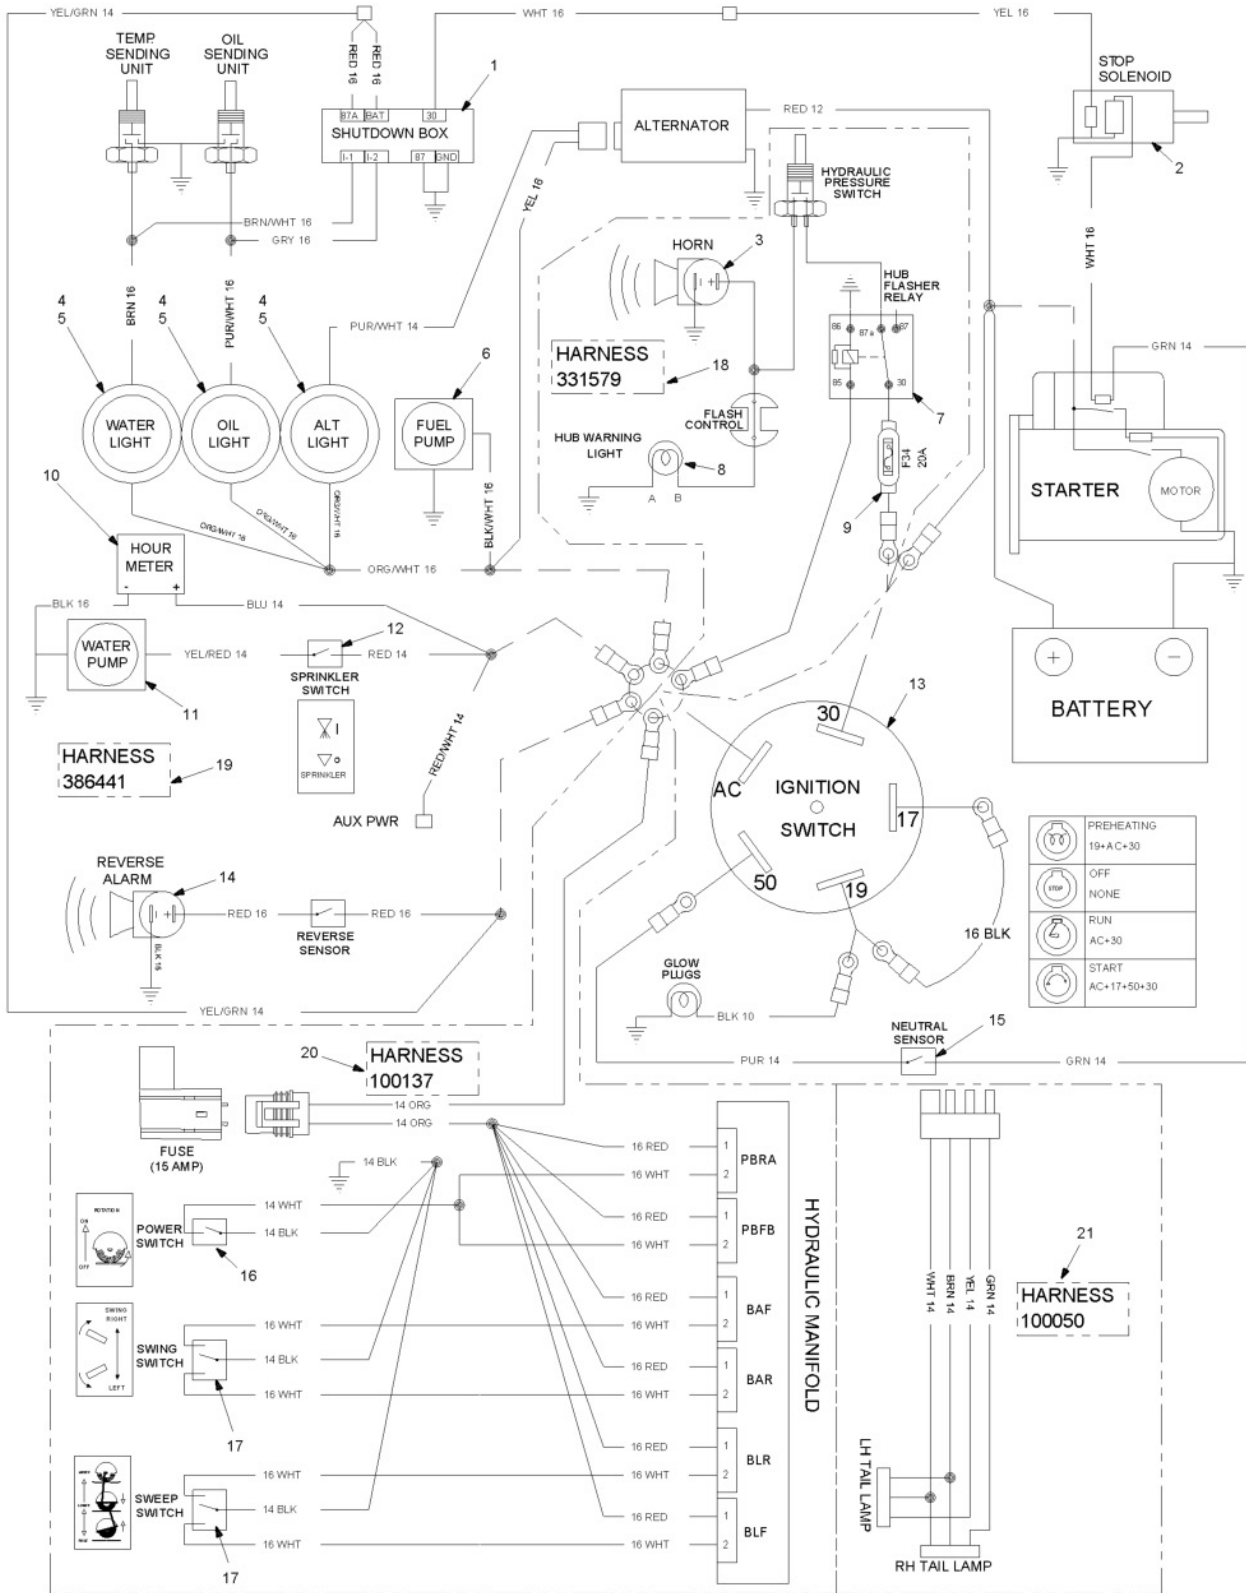 YEL/GRN 14
WHT 16
YEL 16
TEMP.
SENDING
UNIT
OIL
SENDING
UNIT
RED 16
RED 16
1
87A
BAT
30
SHUTDOWN BOX
I-1
I-2
87
GND
ALTERNATOR
RED 12
STOP
SOLENOID
2
YEL 16
HYDRAULIC
PRESSURE
SWITCH
BRN/WHT 16
GRY 16
HORN
3
WHT 16
BRN 16
PUR/WHT 16
4
5
4
5
4
5
PUR/WHT 14
HUB
FLASHER
RELAY
86
87a
87
85
30
7
6
HARNESS
331579
18
GRN 14
WATER
LIGHT
OIL
LIGHT
ALT
LIGHT
FUEL
PUMP
FLASH
CONTROL
HUB WARNING
LIGHT
8
A
B
F34
20A
9
STARTER
MOTOR
10
ORG/WHT 16
ORG/WHT 16
ORG/WHT 16
BLK/WHT 16
HOUR
METER
-
+
ORG/WHT 16
BLK 16
BLU 14
WATER
PUMP
YEL/RED 14
12
RED 14
SPRINKLER
SWITCH
11
SPRINKLER
RED/WHT 14
+
-
BATTERY
13
30
AC
IGNITION
SWITCH
17
50
19
HARNESS
386441
19
AUX PWR
PREHEATING
19+AC+30
OFF
NONE
STOP
RUN
AC+30
START
AC+17+50+30
REVERSE
ALARM
14
RED 16
RED 16
REVERSE
SENSOR
BLK 16
16 BLK
GLOW
PLUGS
BLK 10
YEL/GRN 14
NEUTRAL
SENSOR
15
PUR 14
GRN 14
20
HARNESS
100137
14 ORG
14 ORG
FUSE
(15 AMP)
14 BLK
16 RED
1
PBRA
16 WHT
2
ROTATION
ON
OFF
POWER
SWITCH
14 WHT
14 BLK
16
16 RED
1
PBFB
16 WHT
2
HYDRAULIC MANIFOLD
SWING
RIGHT
LEFT
SWING
SWITCH
16 WHT
14 BLK
16 WHT
17
16 RED
1
BAF
16 WHT
2
16 RED
1
BAR
16 WHT
2
SWEEP
SWITCH
16 WHT
14 BLK
16 WHT
17
16 RED
1
BLR
16 WHT
2
16 RED
1
BLF
16 WHT
2
WHT 14
BRN 14
YEL 14
GRN 14
21
HARNESS
100050
LH TAIL LAMP
RH TAIL LAMP